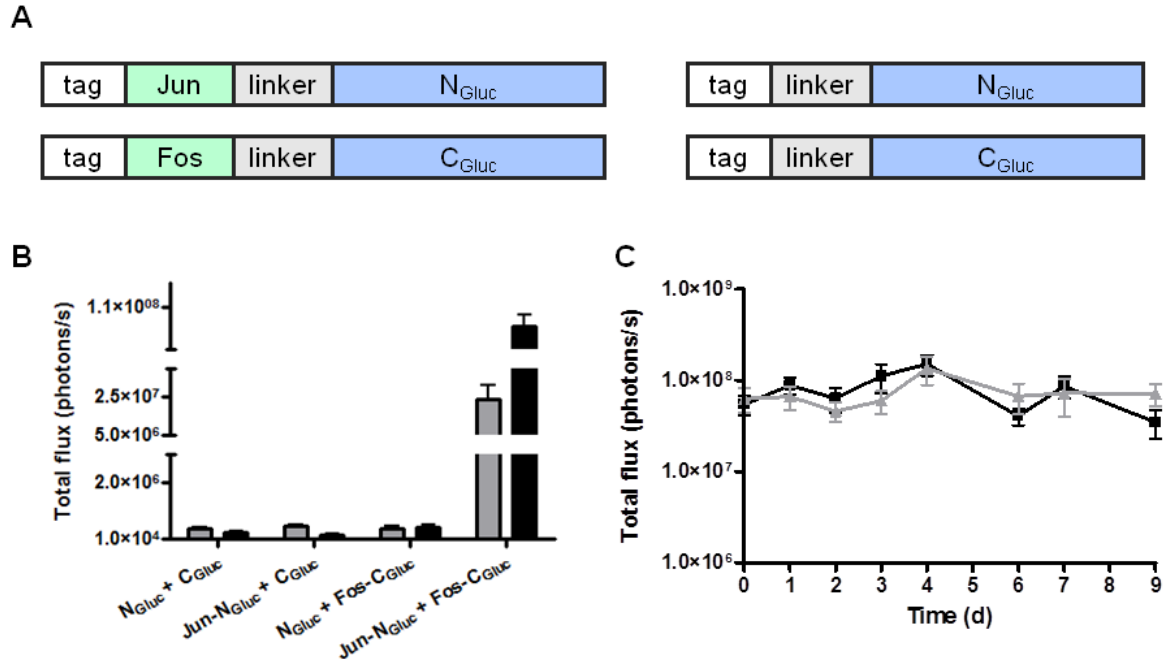 A
tag Jun linker NGluc
tag linker NGluc
tag Fos linker CGluc
tag linker CGluc
B
Total flux (photons/s)
1.1×10⁰⁸
2.5×10⁷
5.0×10⁶
2.0×10⁶
1.0×10⁴
NGluc + CGluc
Jun-NGluc + CGluc
NGluc + Fos-CGluc
Jun-NGluc + Fos-CGluc
C
Total flux (photons/s)
1.0×10⁹
1.0×10⁸
1.0×10⁷
1.0×10⁶
0 1 2 3 4 5 6 7 8 9
Time (d)